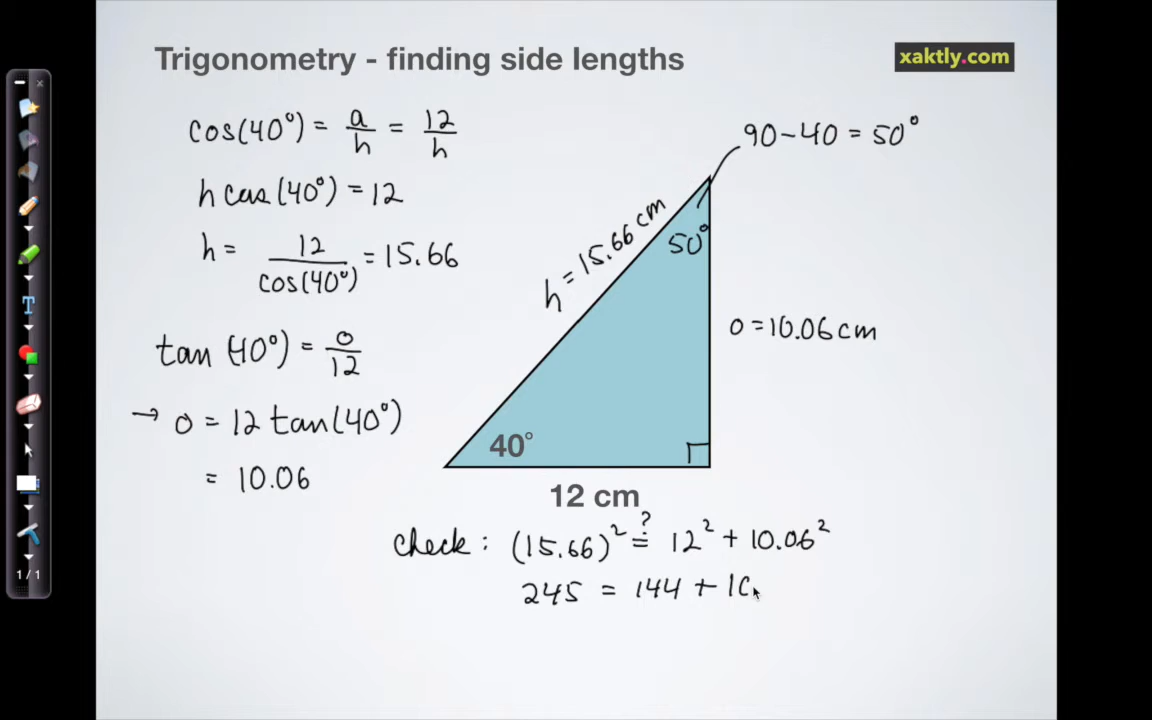 Trigonometry - finding side lengths
xaktly.com
cos(40°) = a/h = 12/h
h cos(40°) = 12
h = 12/cos(40°) = 15.66
tan(40°) = o/12
→ o = 12 tan(40°)
= 10.06
90-40 = 50°
50°
h = 15.66 cm
o = 10.06 cm
40°
12 cm
check: (15.66)² ≟ 12² + 10.06²
245 = 144 + 10
T
1 / 1